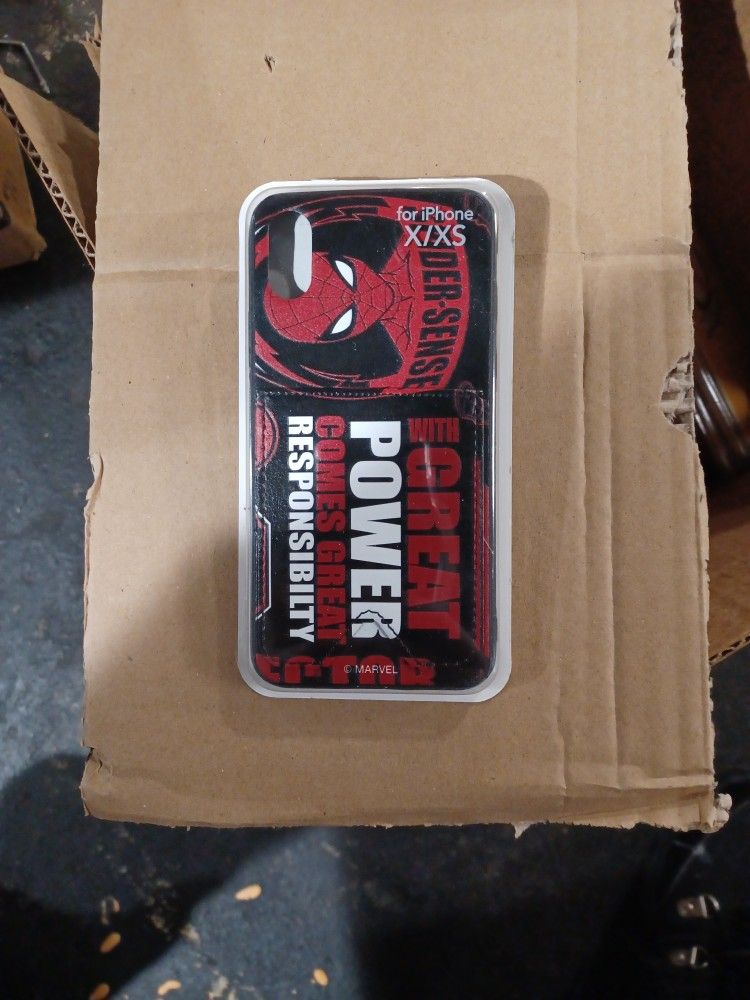 for iPhone
X/XS
DER-SENSE
WITH GREAT
POWER
COMES GREAT
RESPONSIBILTY
© MARVEL